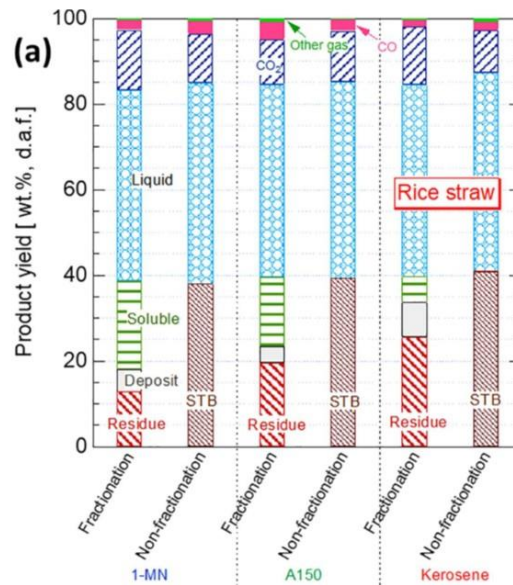 (a)
Product yield [ wt.%, d.a.f. ]
100
80
60
40
20
0
Other gas
CO
CO2
Liquid
Rice straw
Soluble
Deposit
Residue
STB
Residue
STB
Residue
STB
Fractionation
Non-fractionation
Fractionation
Non-fractionation
Fractionation
Non-fractionation
1-MN
A150
Kerosene